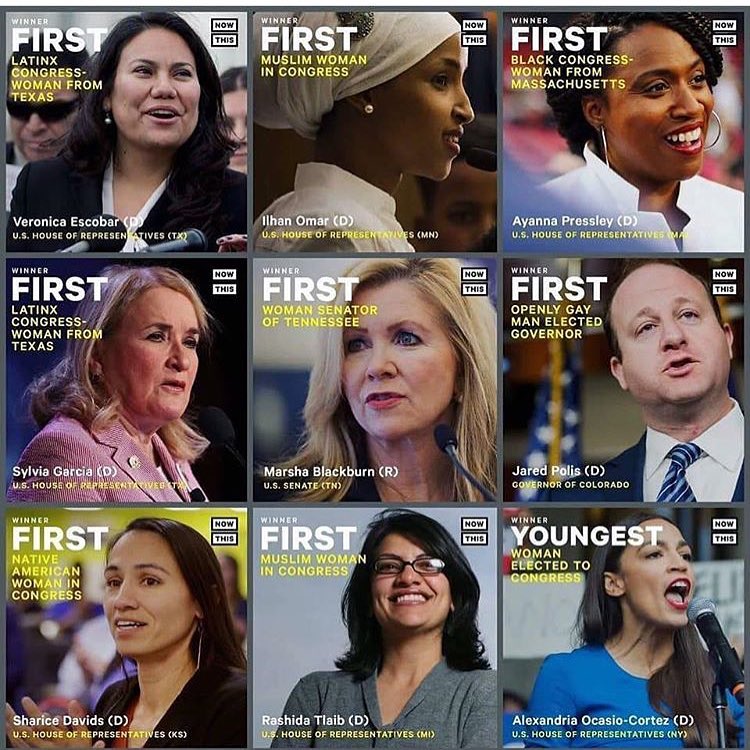 WINNER
FIRST
LATINX
CONGRESS-
WOMAN FROM
TEXAS
NOW
THIS
Veronica Escobar (D)
U.S. HOUSE OF REPRESENTATIVES (TX)
WINNER
FIRST
MUSLIM WOMAN
IN CONGRESS
NOW
THIS
Ilhan Omar (D)
U.S. HOUSE OF REPRESENTATIVES (MN)
WINNER
FIRST
BLACK CONGRESS-
WOMAN FROM
MASSACHUSETTS
NOW
THIS
Ayanna Pressley (D)
U.S. HOUSE OF REPRESENTATIVES (MA)
WINNER
FIRST
LATINX
CONGRESS-
WOMAN FROM
TEXAS
NOW
THIS
Sylvia Garcia (D)
U.S. HOUSE OF REPRESENTATIVES (TX)
WINNER
FIRST
WOMAN SENATOR
OF TENNESSEE
NOW
THIS
Marsha Blackburn (R)
U.S. SENATE (TN)
WINNER
FIRST
OPENLY GAY
MAN ELECTED
GOVERNOR
NOW
THIS
Jared Polis (D)
GOVERNOR OF COLORADO
WINNER
FIRST
NATIVE
AMERICAN
WOMAN IN
CONGRESS
NOW
THIS
Sharice Davids (D)
U.S. HOUSE OF REPRESENTATIVES (KS)
WINNER
FIRST
MUSLIM WOMAN
IN CONGRESS
NOW
THIS
Rashida Tlaib (D)
U.S. HOUSE OF REPRESENTATIVES (MI)
WINNER
YOUNGEST
WOMAN
ELECTED TO
CONGRESS
NOW
THIS
Alexandria Ocasio-Cortez (D)
U.S. HOUSE OF REPRESENTATIVES (NY)